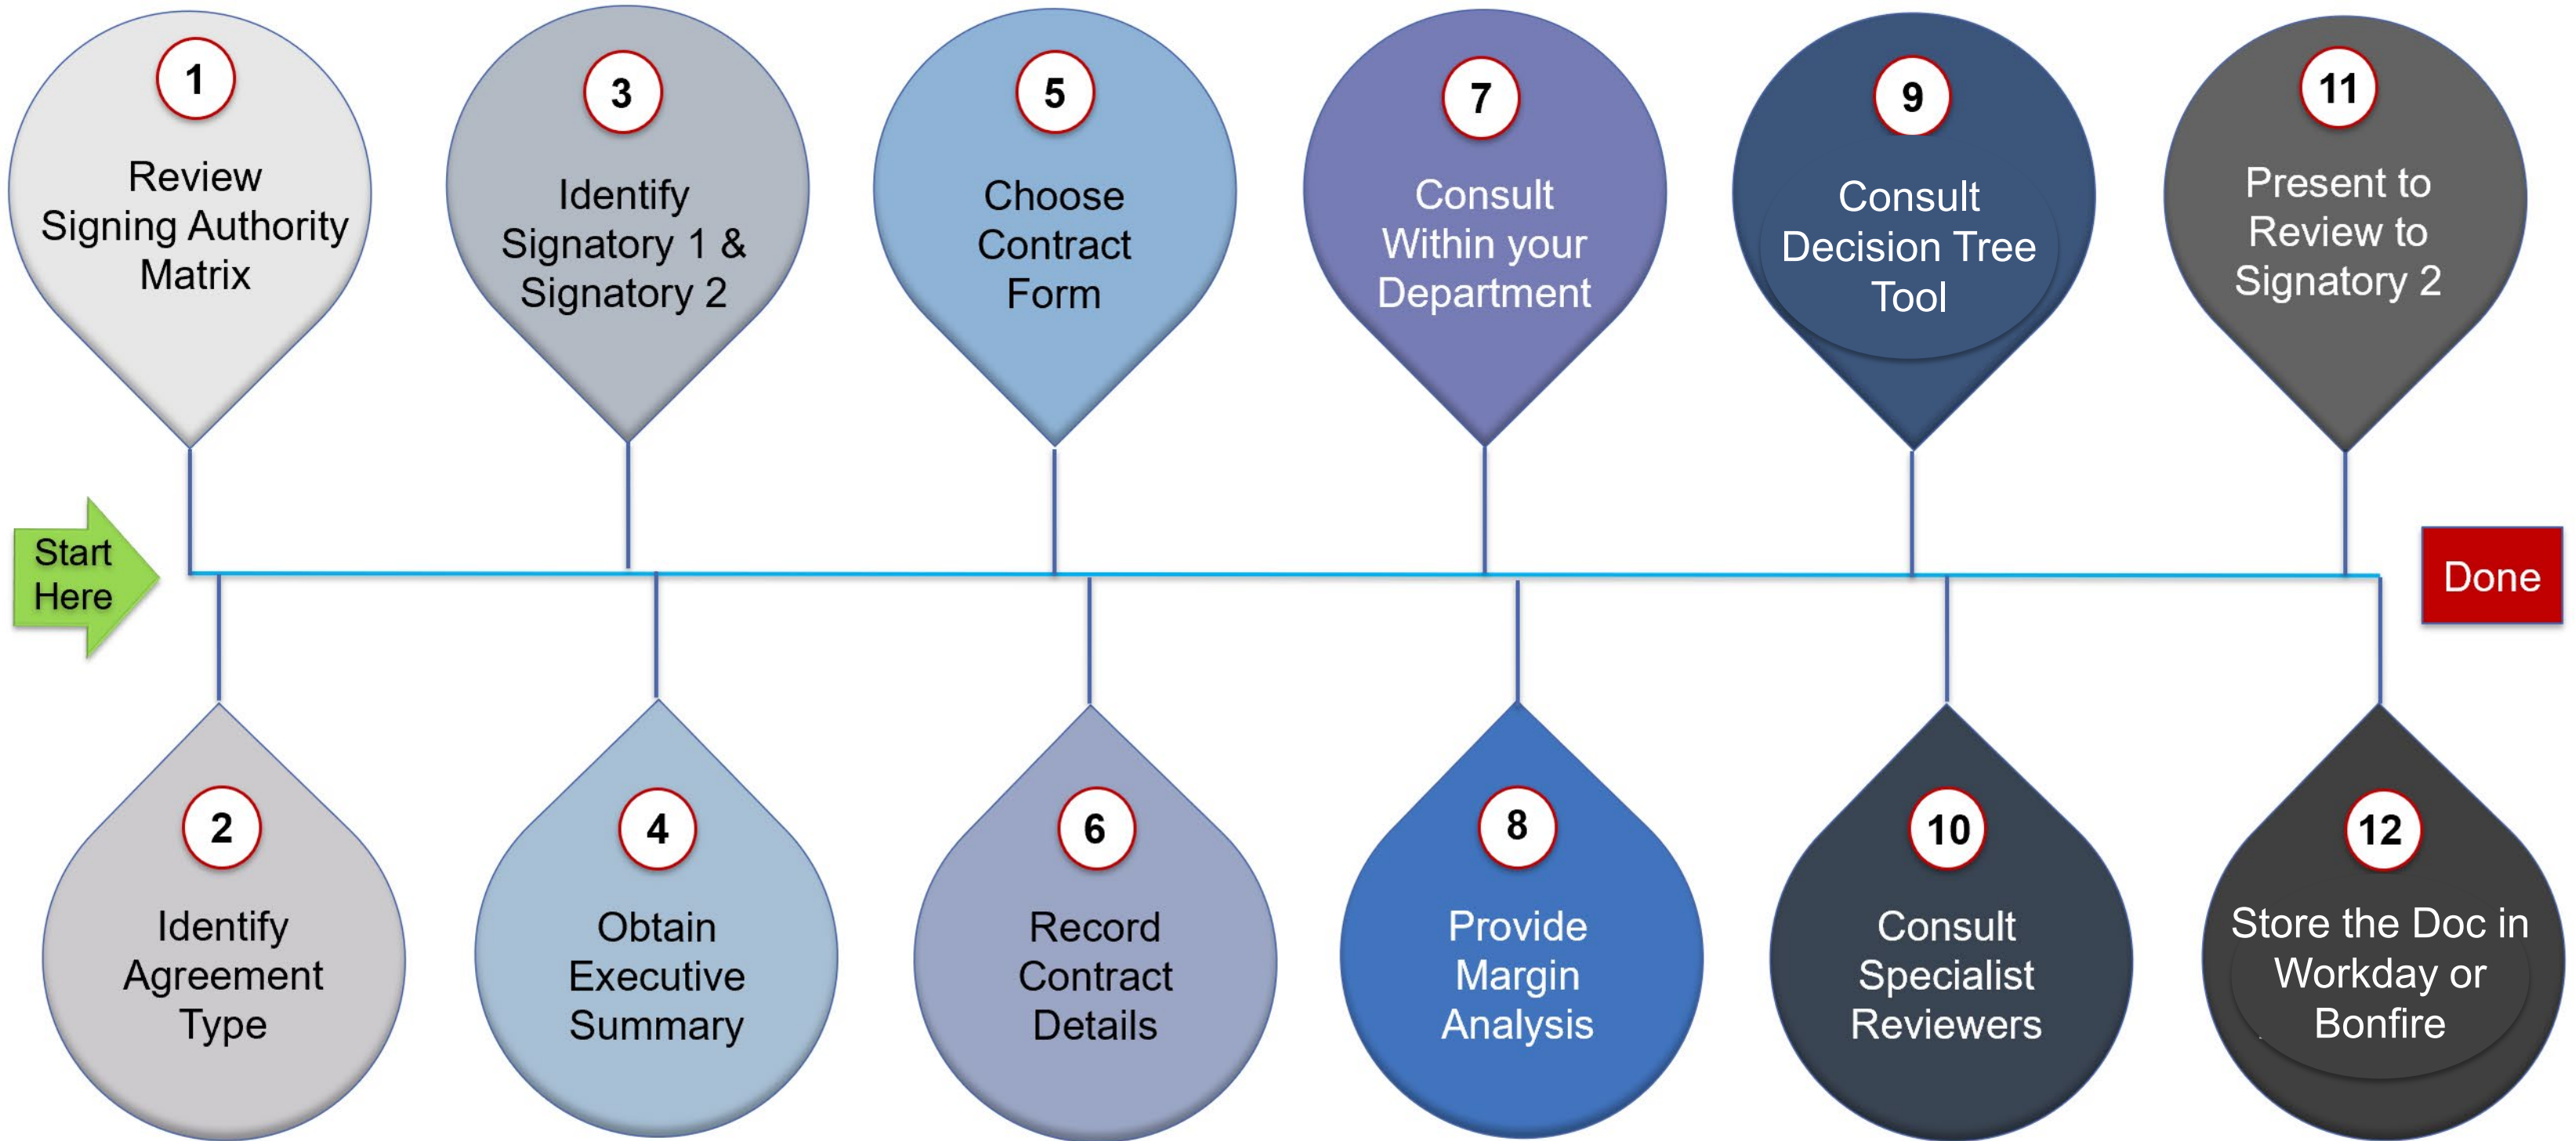 Start
Here
1
Review
Signing Authority
Matrix
2
Identify
Agreement
Type
3
Identify
Signatory 1 &
Signatory 2
4
Obtain
Executive
Summary
5
Choose
Contract
Form
6
Record
Contract
Details
7
Consult
Within your
Department
8
Provide
Margin
Analysis
9
Consult
Decision Tree
Tool
10
Consult
Specialist
Reviewers
11
Present to
Review to
Signatory 2
12
Store the Doc in
Workday or
Bonfire
Done